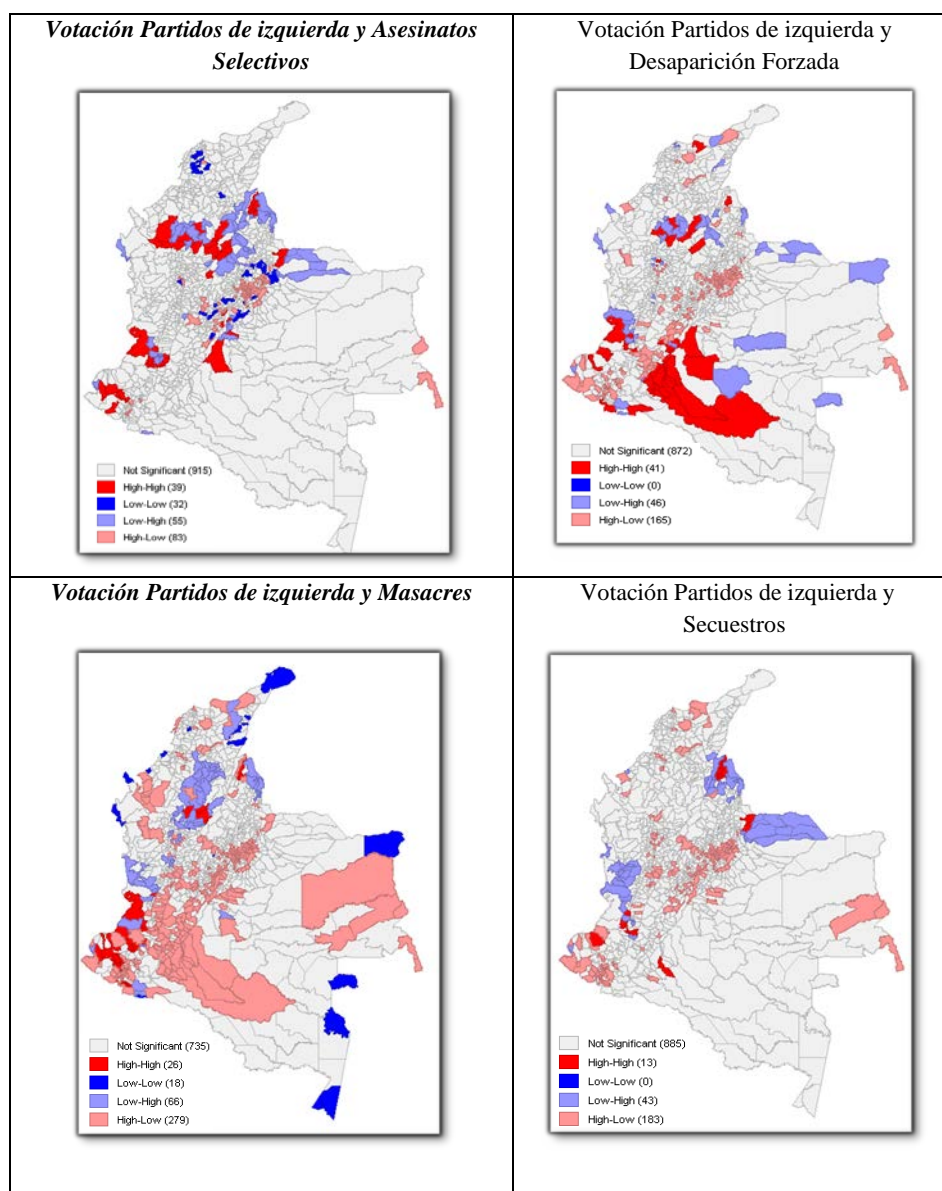 Votación Partidos de izquierda y Asesinatos
Selectivos
Votación Partidos de izquierda y
Desaparición Forzada
Not Significant (915)
High-High (39)
Low-Low (32)
Low-High (55)
High-Low (83)
Not Significant (872)
High-High (41)
Low-Low (0)
Low-High (46)
High-Low (165)
Votación Partidos de izquierda y Masacres
Votación Partidos de izquierda y
Secuestros
Not Significant (735)
High-High (26)
Low-Low (18)
Low-High (66)
High-Low (279)
Not Significant (885)
High-High (13)
Low-Low (0)
Low-High (43)
High-Low (183)